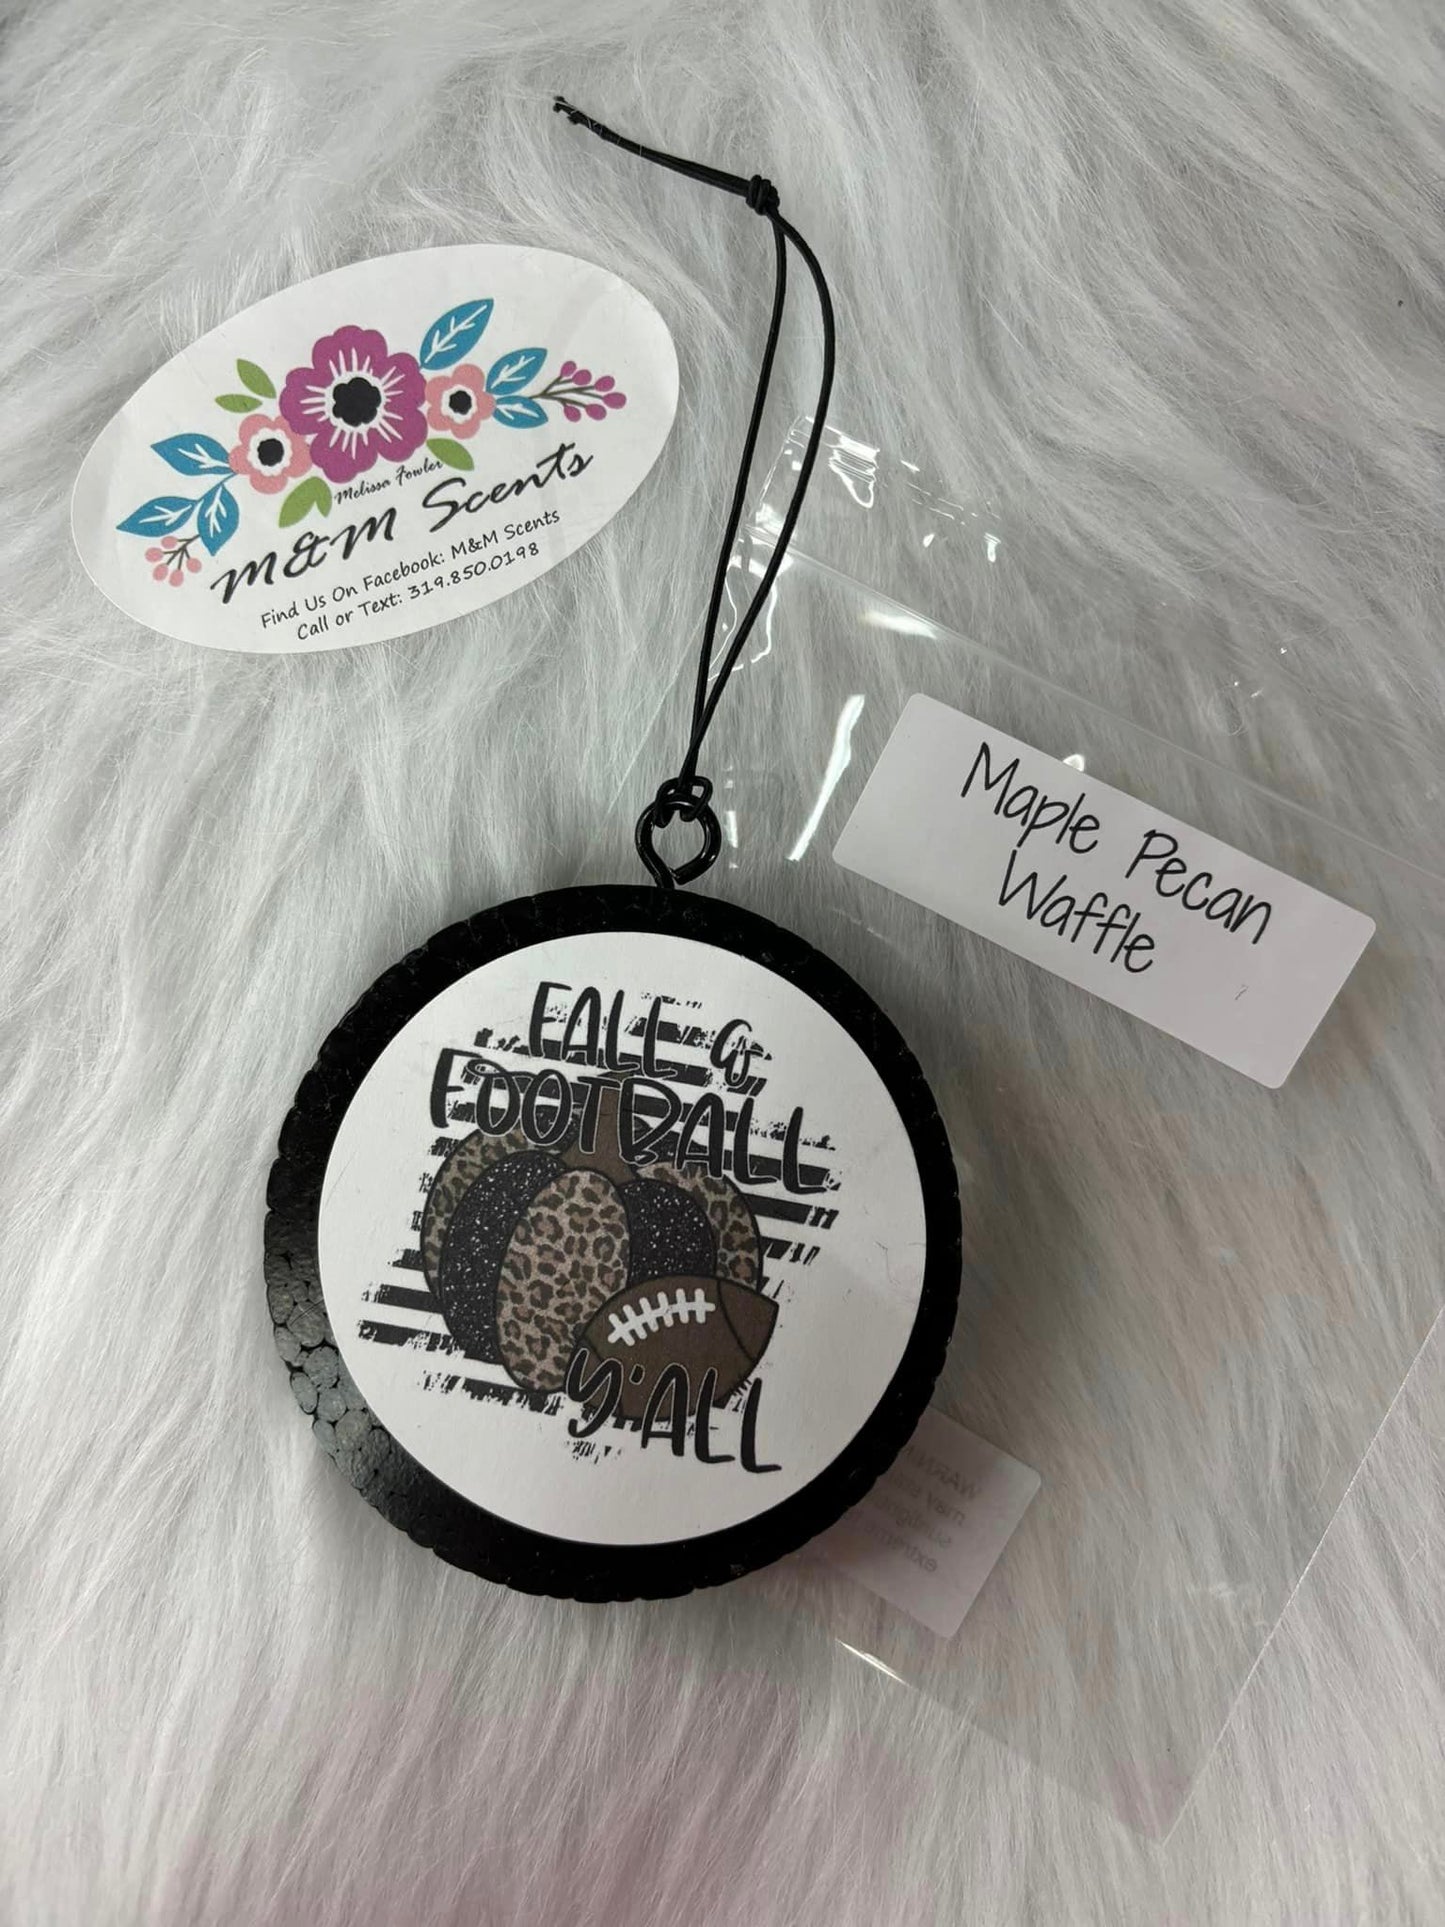 Melissa Fowler
M&M Scents
Find Us On Facebook: M&M Scents
Call or Text: 319.850.0198
Maple Pecan
Waffle
FALL &
FOOTBALL
Y'ALL